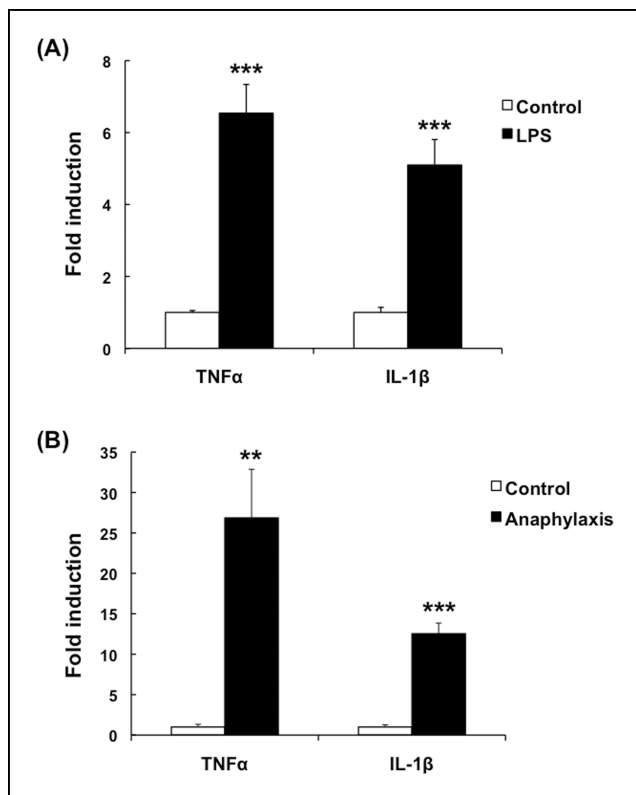 (A)
8
6
4
2
0
Fold induction
***
***
Control
LPS
TNFα
IL-1β
(B)
35
30
25
20
15
10
5
0
Fold induction
**
***
Control
Anaphylaxis
TNFα
IL-1β